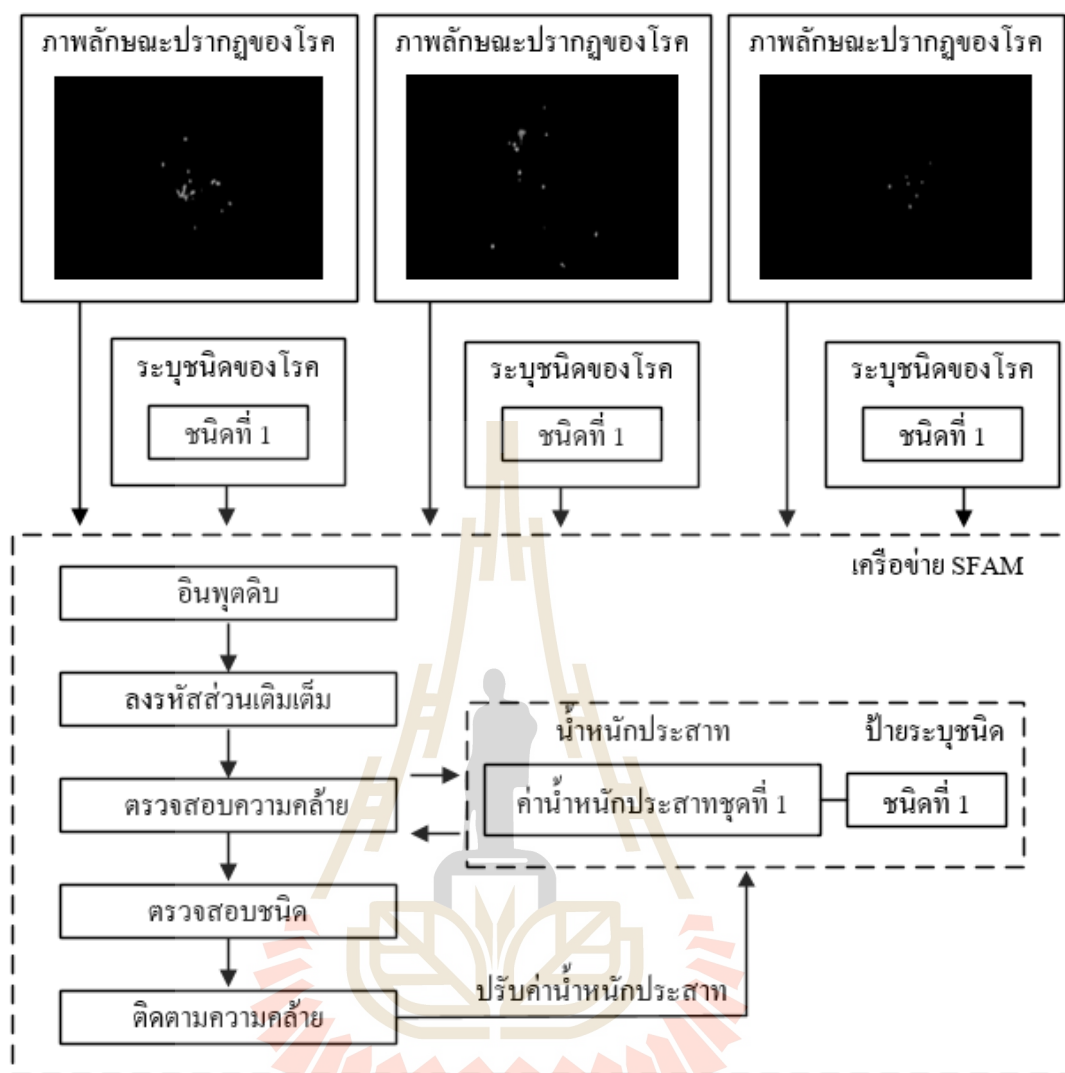 ภาพลักษณะปรากฏของโรค
ภาพลักษณะปรากฏของโรค
ภาพลักษณะปรากฏของโรค
ระบุชนิดของโรค
ชนิดที่ 1
ระบุชนิดของโรค
ชนิดที่ 1
ระบุชนิดของโรค
ชนิดที่ 1
เครือข่าย SFAM
อินพุตดิบ
ลงรหัสส่วนเติมเต็ม
ตรวจสอบความคล้าย
ตรวจสอบชนิด
ติดตามความคล้าย
น้ำหนักประสาท
ป้ายระบุชนิด
ค่าน้ำหนักประสาทชุดที่ 1
ชนิดที่ 1
ปรับค่าน้ำหนักประสาท